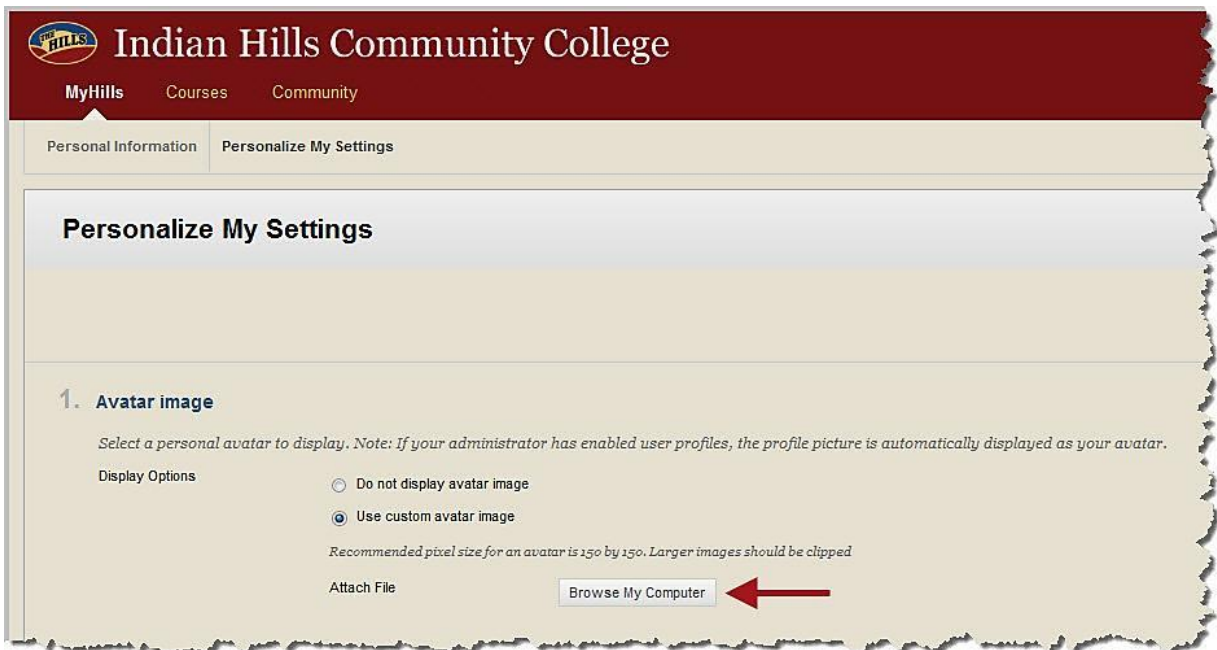 THE HILLS Indian Hills Community College
MyHills Courses Community
Personal Information Personalize My Settings
Personalize My Settings
1. Avatar image
Select a personal avatar to display. Note: If your administrator has enabled user profiles, the profile picture is automatically displayed as your avatar.
Display Options
Do not display avatar image
Use custom avatar image
Recommended pixel size for an avatar is 150 by 150. Larger images should be clipped
Attach File Browse My Computer